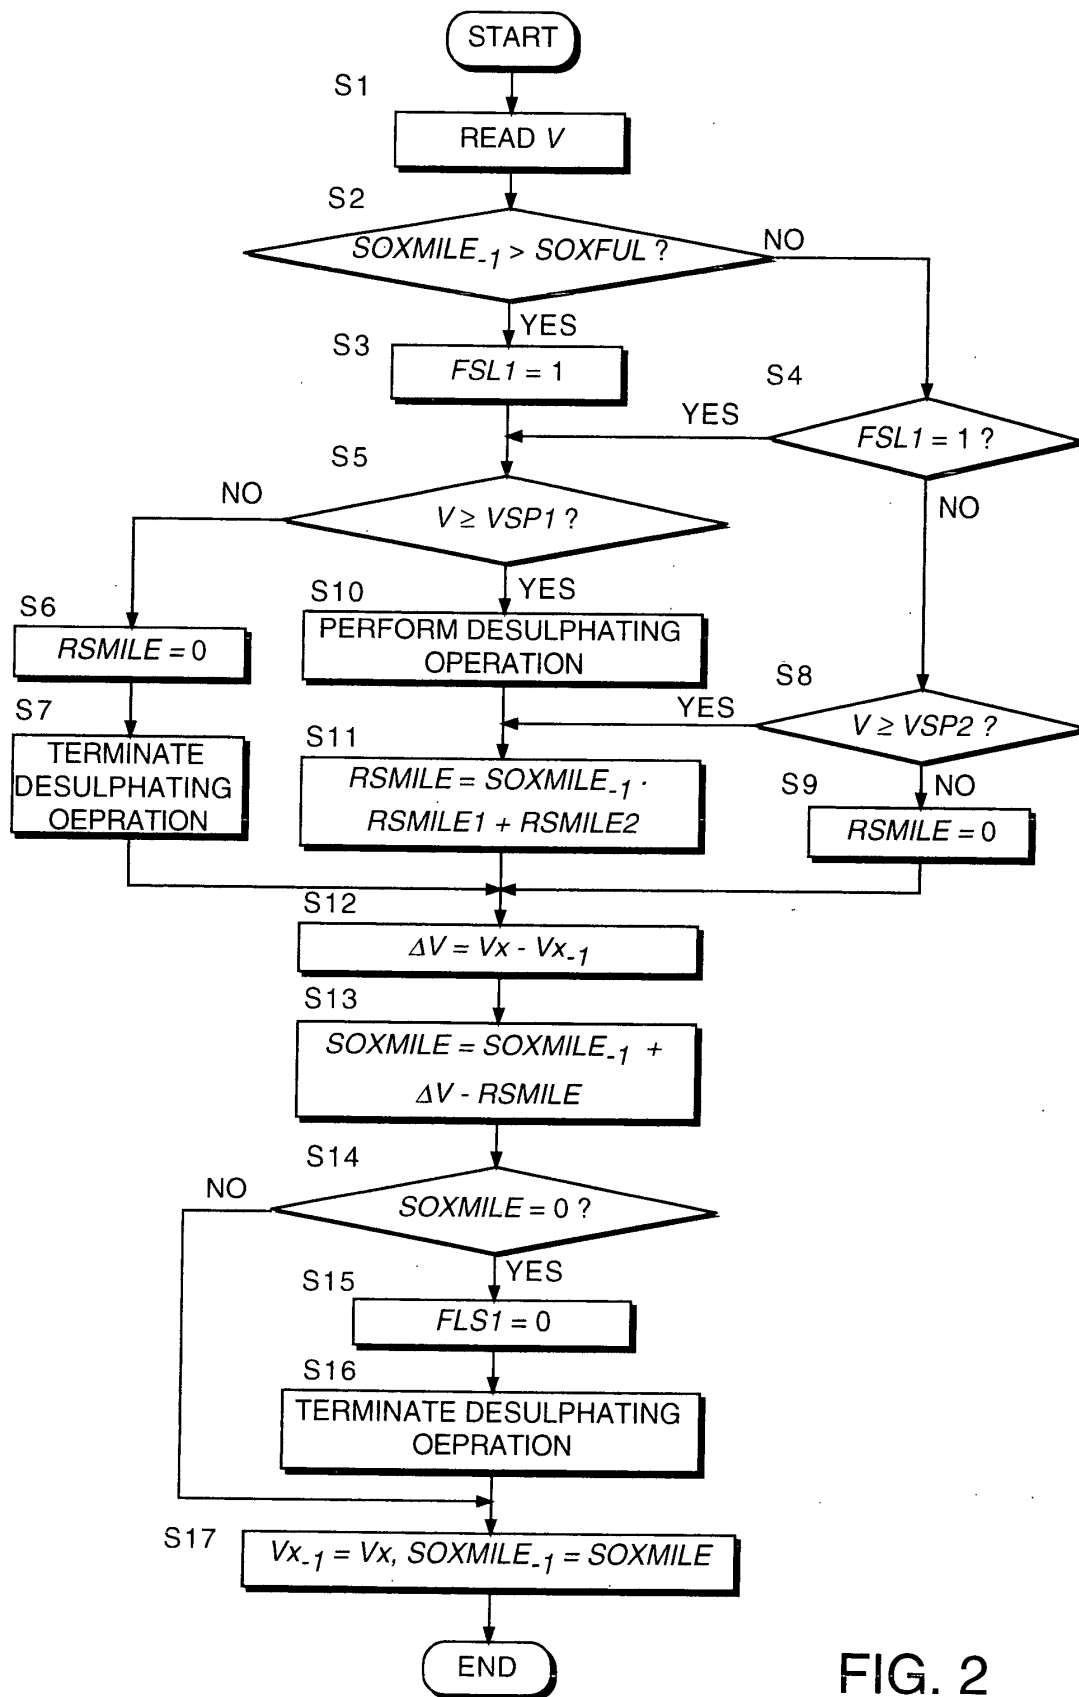 START
S1
READ V
S2
SOXMILE-1 > SOXFUL ?
NO
YES
S3
FSL1 = 1
S4
YES
FSL1 = 1 ?
S5
NO
V ≥ VSP1 ?
NO
YES
S6
RSMILE = 0
S10
PERFORM DESULPHATING
OPERATION
S8
YES
V ≥ VSP2 ?
S7
TERMINATE
DESULPHATING
OEPRATION
S11
RSMILE = SOXMILE-1 ·
RSMILE1 + RSMILE2
NO
S9
RSMILE = 0
S12
ΔV = Vx - Vx-1
S13
SOXMILE = SOXMILE-1 +
ΔV - RSMILE
S14
NO
SOXMILE = 0 ?
YES
S15
FLS1 = 0
S16
TERMINATE DESULPHATING
OEPRATION
S17
Vx-1 = Vx, SOXMILE-1 = SOXMILE
END
FIG. 2